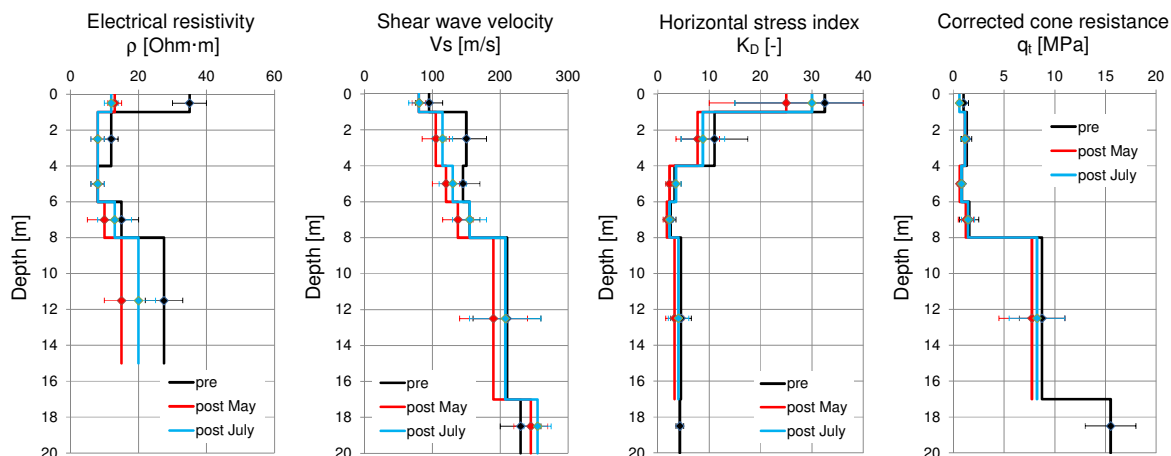 Electrical resistivity
ρ [Ohm·m]
0 20 40 60
0
2
4
6
8
10
12
14
16
18
20
Depth [m]
pre
post May
post July
Shear wave velocity
Vs [m/s]
0 100 200 300
0
2
4
6
8
10
12
14
16
18
20
Depth [m]
pre
post May
post July
Horizontal stress index
K_D [-]
0 10 20 30 40
0
2
4
6
8
10
12
14
16
18
20
Depth [m]
pre
post May
post July
Corrected cone resistance
q_t [MPa]
0 5 10 15 20
0
2
4
6
8
10
12
14
16
18
20
Depth [m]
pre
post May
post July